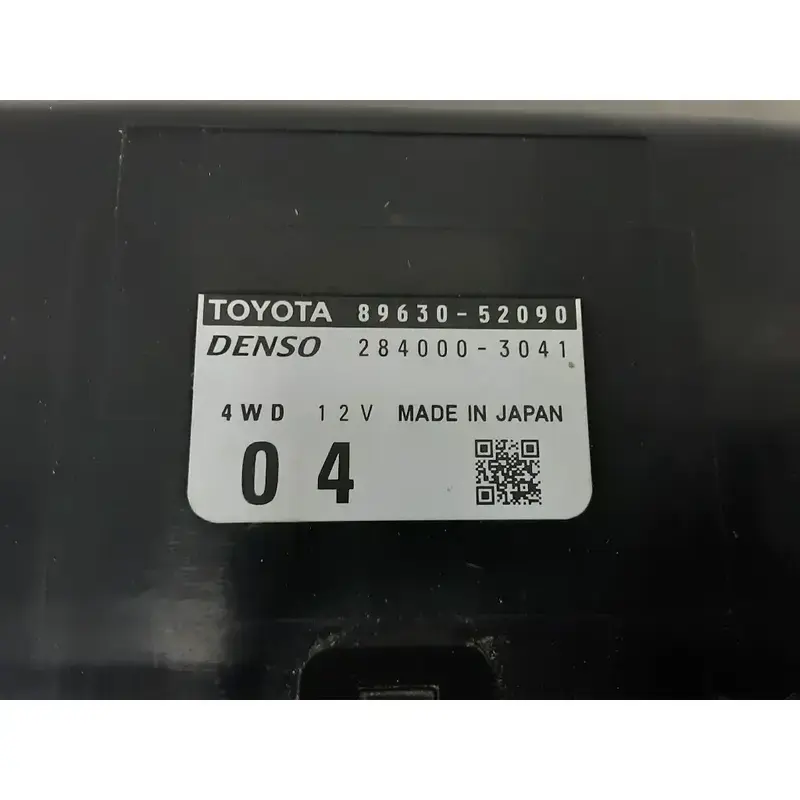 TOYOTA 89630-52090
DENSO 284000-3041
4WD 12V MADE IN JAPAN
04